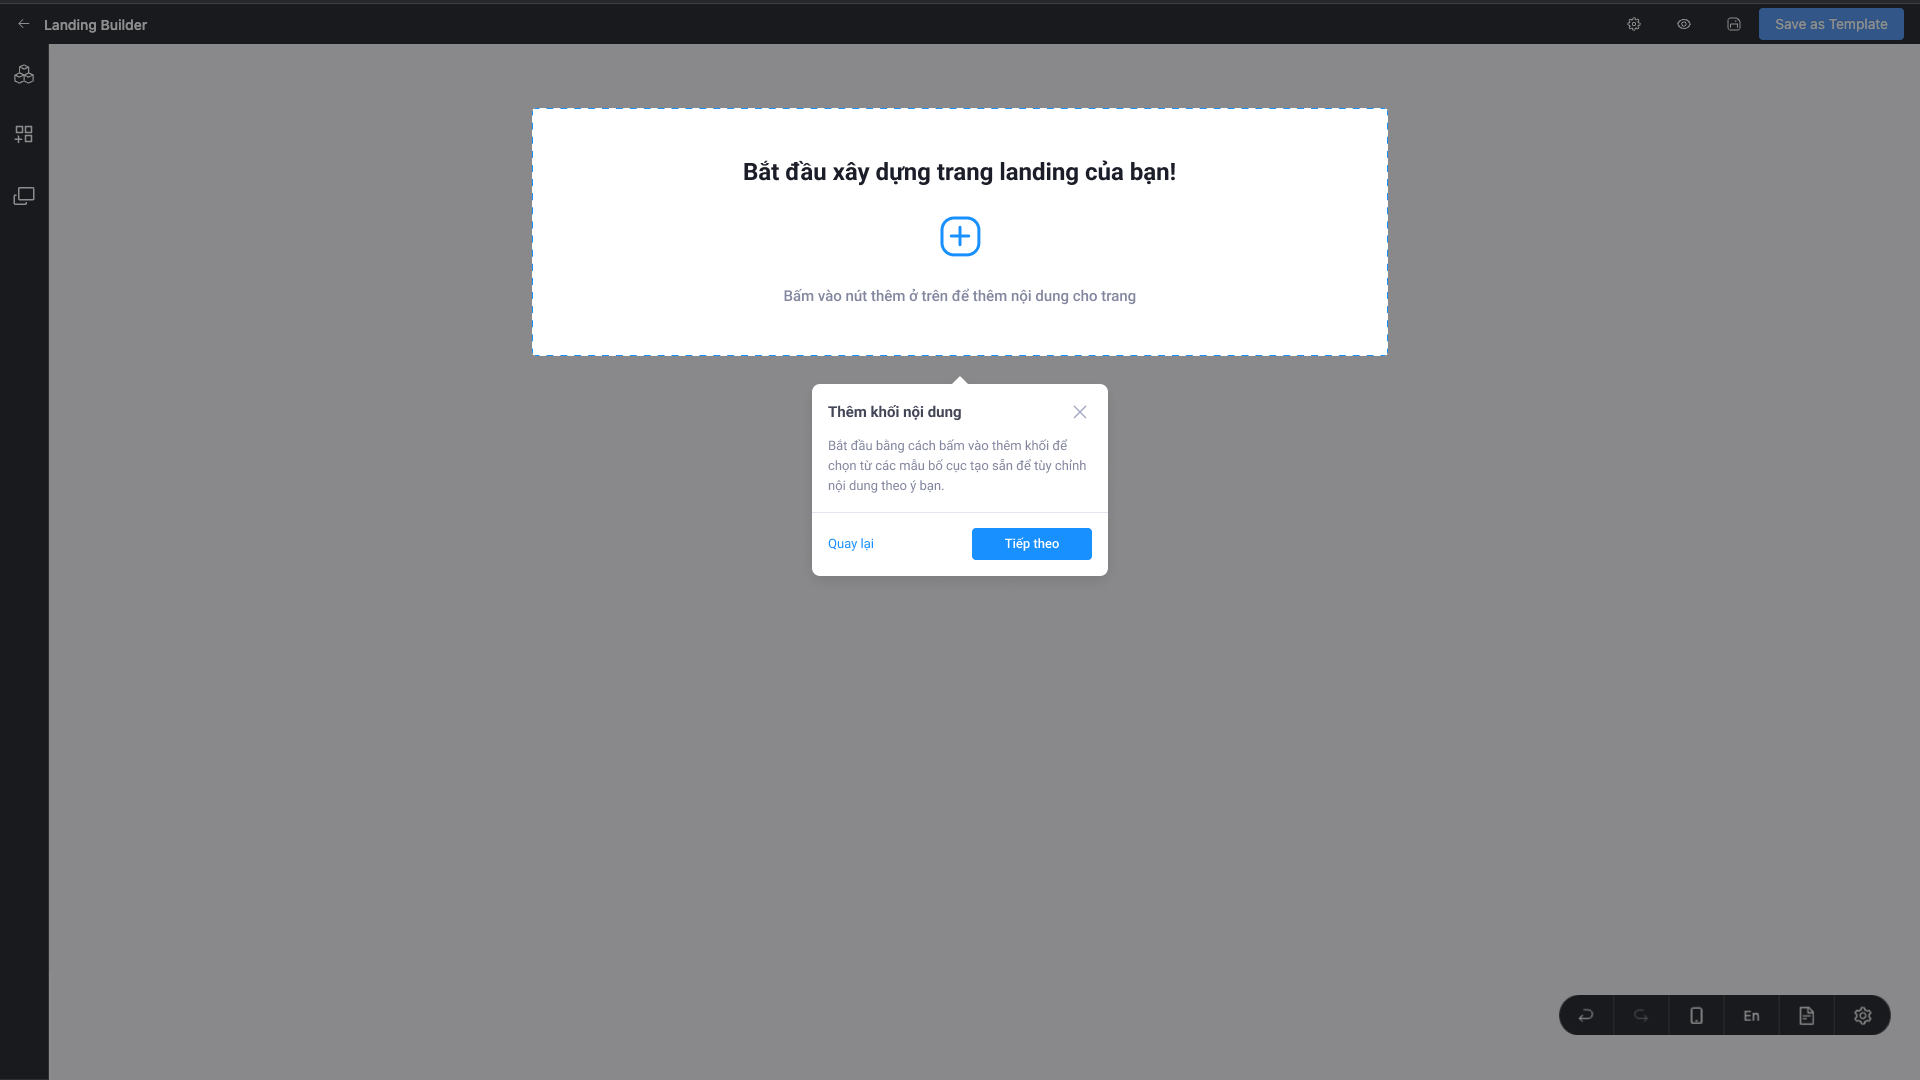 Landing Builder
Save as Template
Bắt đầu xây dựng trang landing của bạn!
Bấm vào nút thêm ở trên để thêm nội dung cho trang
Thêm khối nội dung
Bắt đầu bằng cách bấm vào thêm khối để
chọn từ các mẫu bố cục tạo sẵn để tùy chỉnh
nội dung theo ý bạn.
Quay lại
Tiếp theo
En